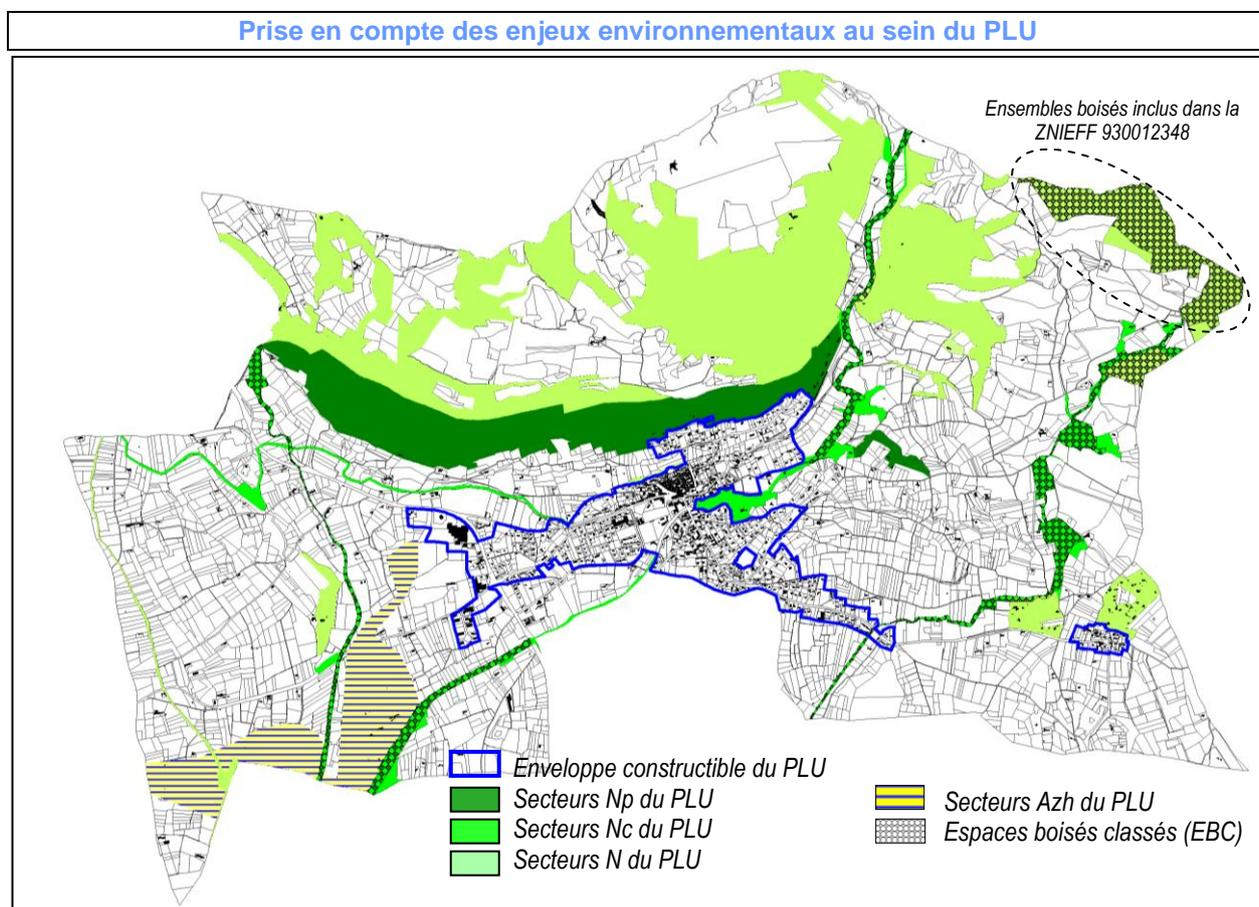 Prise en compte des enjeux environnementaux au sein du PLU
Ensembles boisés inclus dans la
ZNIEFF 930012348
Enveloppe constructible du PLU
Secteurs Np du PLU
Secteurs Nc du PLU
Secteurs N du PLU
Secteurs Azh du PLU
Espaces boisés classés (EBC)